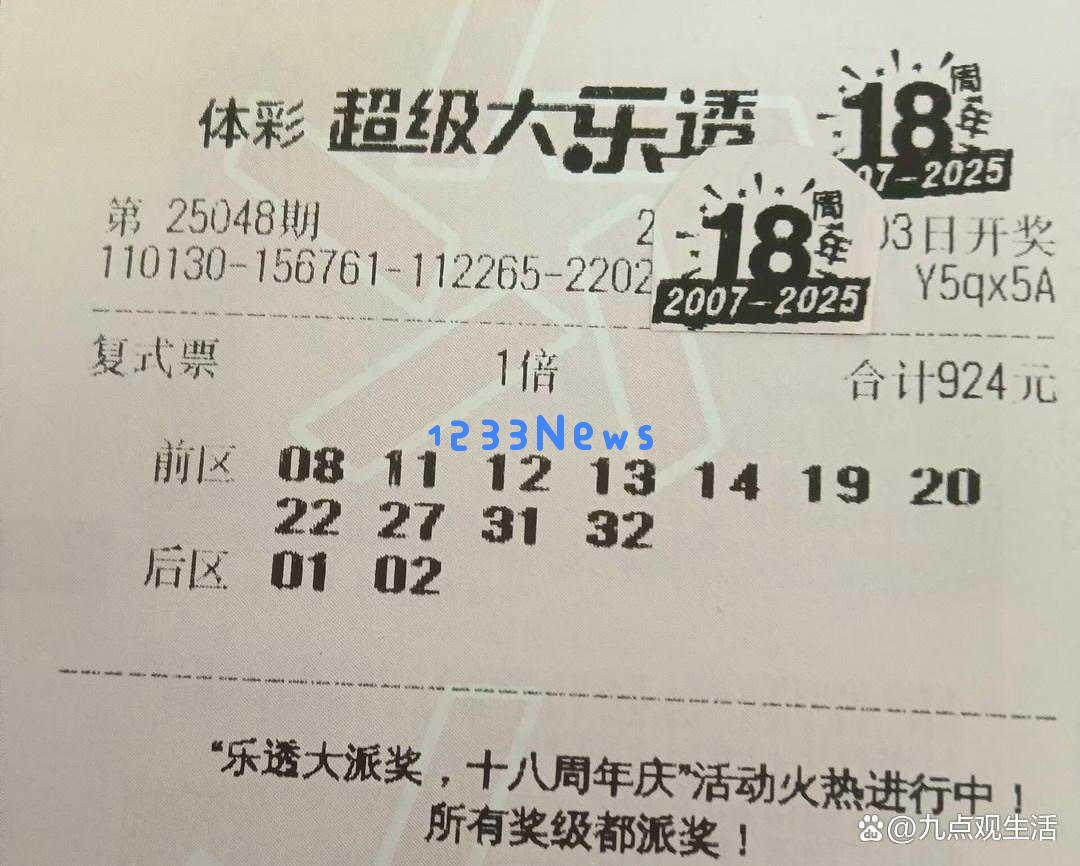 体彩 超级大乐透 18周年
07-2025
第 25048期 2 03日开奖
18周年
2007-2025
110130-156761-112265-2202 Y5qx5A
复式票 1倍 合计924元
1233News
前区 08 11 12 13 14 19 20
22 27 31 32
后区 01 02
“乐透大派奖，十八周年庆”活动火热进行中！
所有奖级都派奖！
@九点观生活